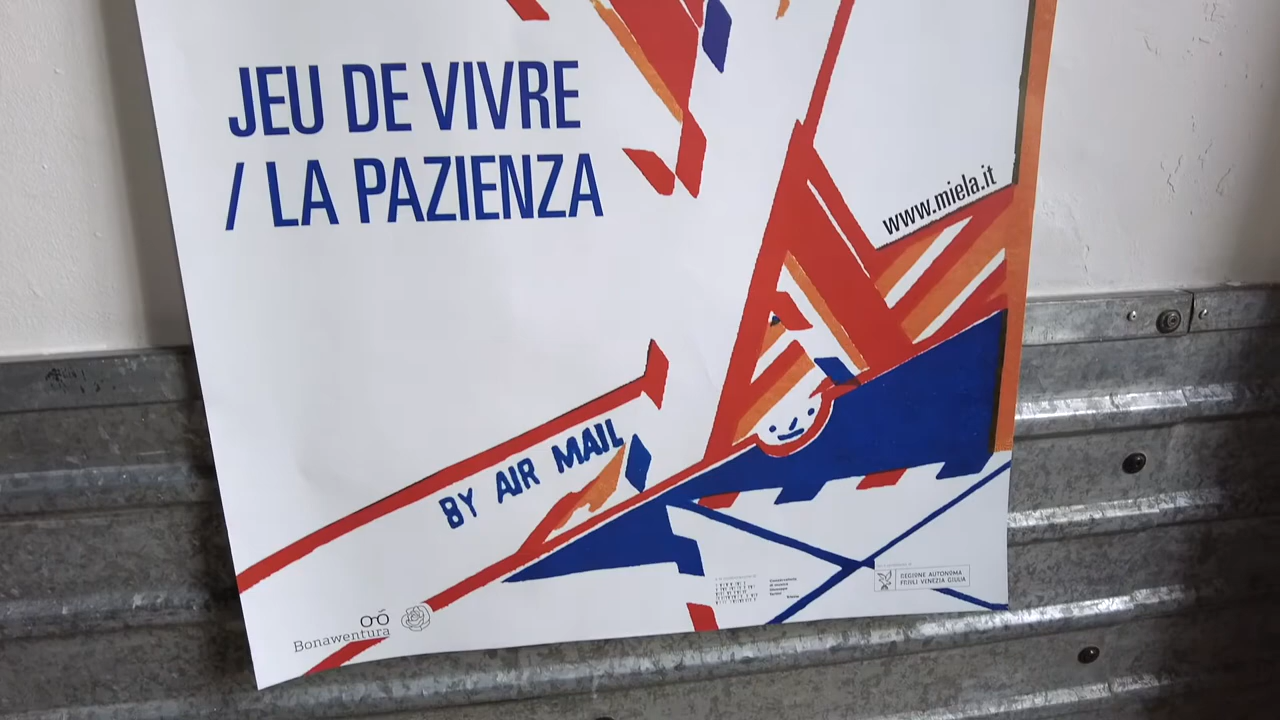 JEU DE VIVRE
/ LA PAZIENZA
www.miela.it
BY AIR MAIL
Bonawentura
REGIONE AUTONOMA
FRIULI VENEZIA GIULIA